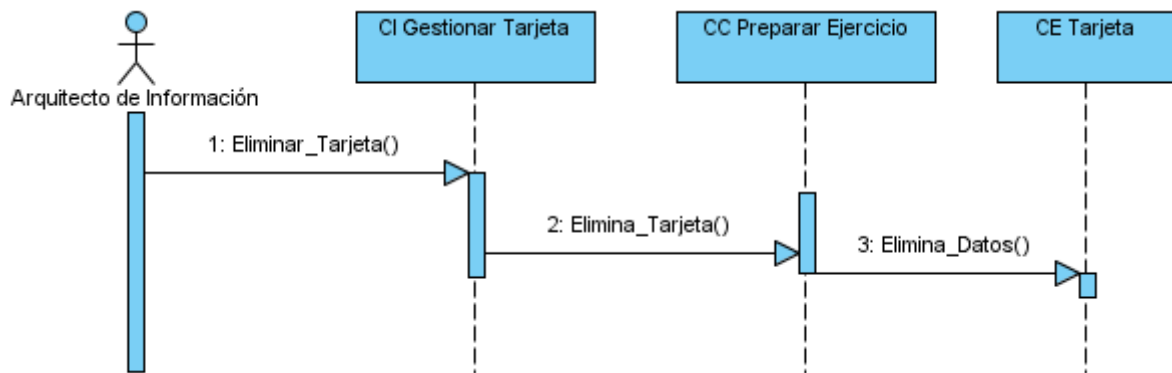 CI Gestionar Tarjeta
CC Preparar Ejercicio
CE Tarjeta
Arquitecto de Información
1: Eliminar_Tarjeta()
2: Elimina_Tarjeta()
3: Elimina_Datos()